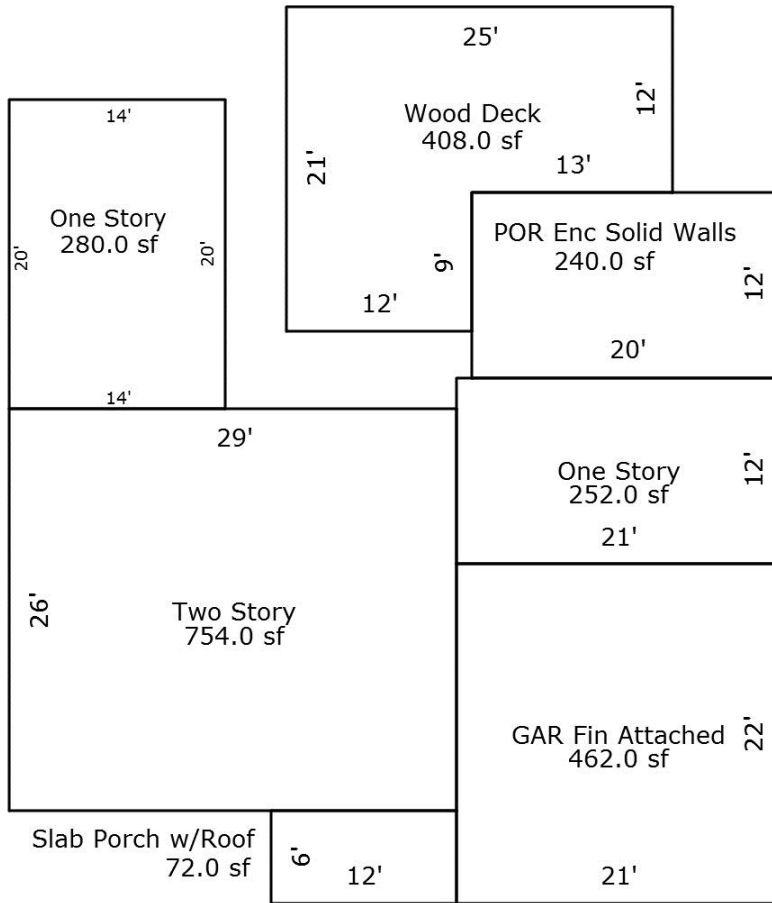 25'
Wood Deck
408.0 sf
12'
21'
13'
9'
12'
14'
One Story
280.0 sf
20'
20'
14'
POR Enc Solid Walls
240.0 sf
12'
20'
29'
Two Story
754.0 sf
26'
One Story
252.0 sf
12'
21'
GAR Fin Attached
462.0 sf
22'
21'
Slab Porch w/Roof
72.0 sf
6'
12'